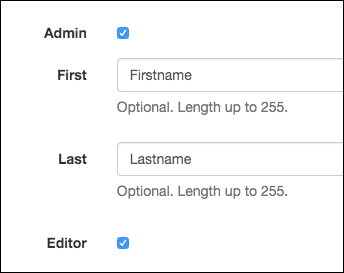 Admin
First Firstname
Optional. Length up to 255.
Last Lastname
Optional. Length up to 255.
Editor